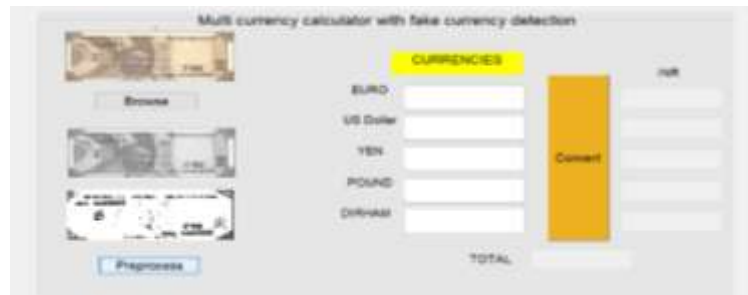 Multi currency calculator with fake currency detection
CURRENCIES
Browse
EURO
US Dollar
YEN
Convert
POUND
DIRHAM
Preprocess
TOTAL